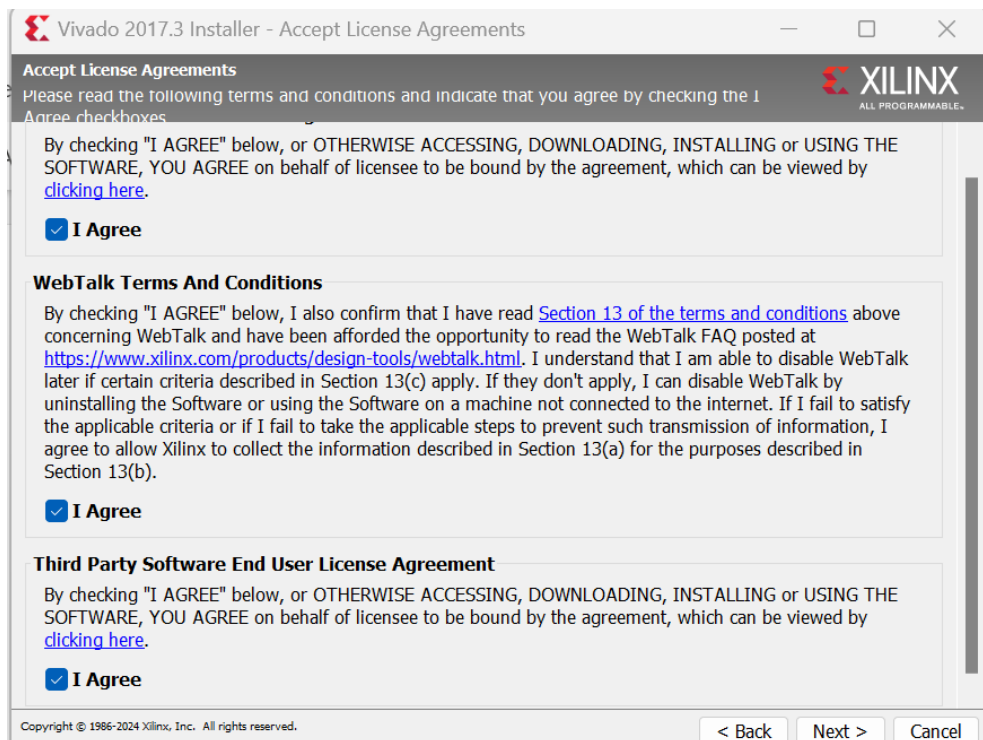 Vivado 2017.3 Installer - Accept License Agreements
Accept License Agreements
Please read the following terms and conditions and indicate that you agree by checking the I
Agree checkboxes.
XILINX
ALL PROGRAMMABLE™
By checking "I AGREE" below, or OTHERWISE ACCESSING, DOWNLOADING, INSTALLING or USING THE
SOFTWARE, YOU AGREE on behalf of licensee to be bound by the agreement, which can be viewed by
clicking here.
I Agree
WebTalk Terms And Conditions
By checking "I AGREE" below, I also confirm that I have read Section 13 of the terms and conditions above
concerning WebTalk and have been afforded the opportunity to read the WebTalk FAQ posted at
https://www.xilinx.com/products/design-tools/webtalk.html. I understand that I am able to disable WebTalk
later if certain criteria described in Section 13(c) apply. If they don't apply, I can disable WebTalk by
uninstalling the Software or using the Software on a machine not connected to the internet. If I fail to satisfy
the applicable criteria or if I fail to take the applicable steps to prevent such transmission of information, I
agree to allow Xilinx to collect the information described in Section 13(a) for the purposes described in
Section 13(b).
I Agree
Third Party Software End User License Agreement
By checking "I AGREE" below, or OTHERWISE ACCESSING, DOWNLOADING, INSTALLING or USING THE
SOFTWARE, YOU AGREE on behalf of licensee to be bound by the agreement, which can be viewed by
clicking here.
I Agree
Copyright © 1986-2024 Xilinx, Inc. All rights reserved.
< Back Next > Cancel